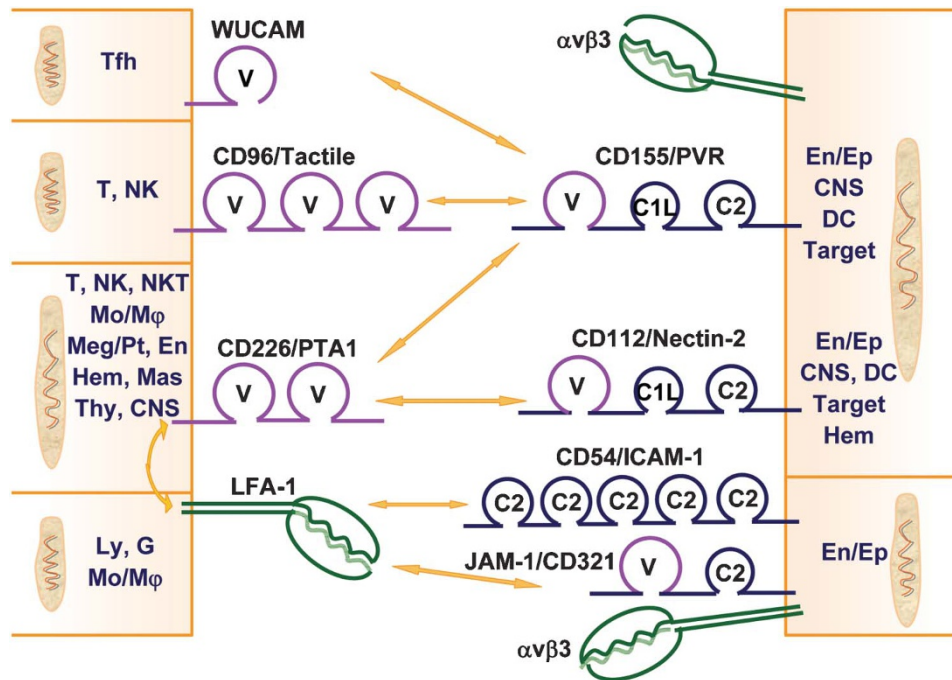 WUCAM
V
Tfh
αvβ3
CD96/Tactile
V V V
T, NK
CD155/PVR
V C1L C2
En/Ep
CNS
DC
Target
T, NK, NKT
Mo/Mφ
Meg/Pt, En
Hem, Mas
Thy, CNS
CD226/PTA1
V V
CD112/Nectin-2
V C1L C2
En/Ep
CNS, DC
Target
Hem
CD54/ICAM-1
C2 C2 C2 C2 C2
LFA-1
Ly, G
Mo/Mφ
JAM-1/CD321
V C2
En/Ep
αvβ3